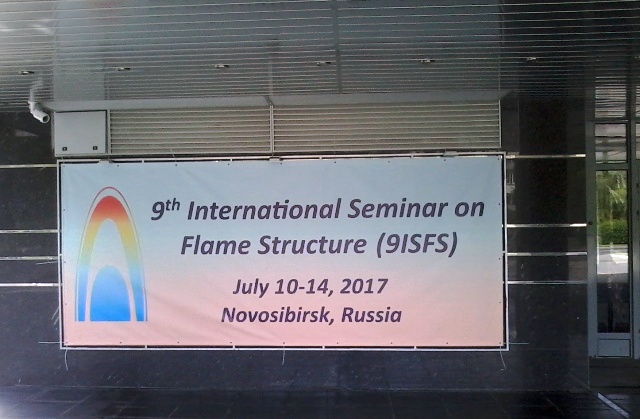 9th International Seminar on
Flame Structure (9ISFS)
July 10-14, 2017
Novosibirsk, Russia